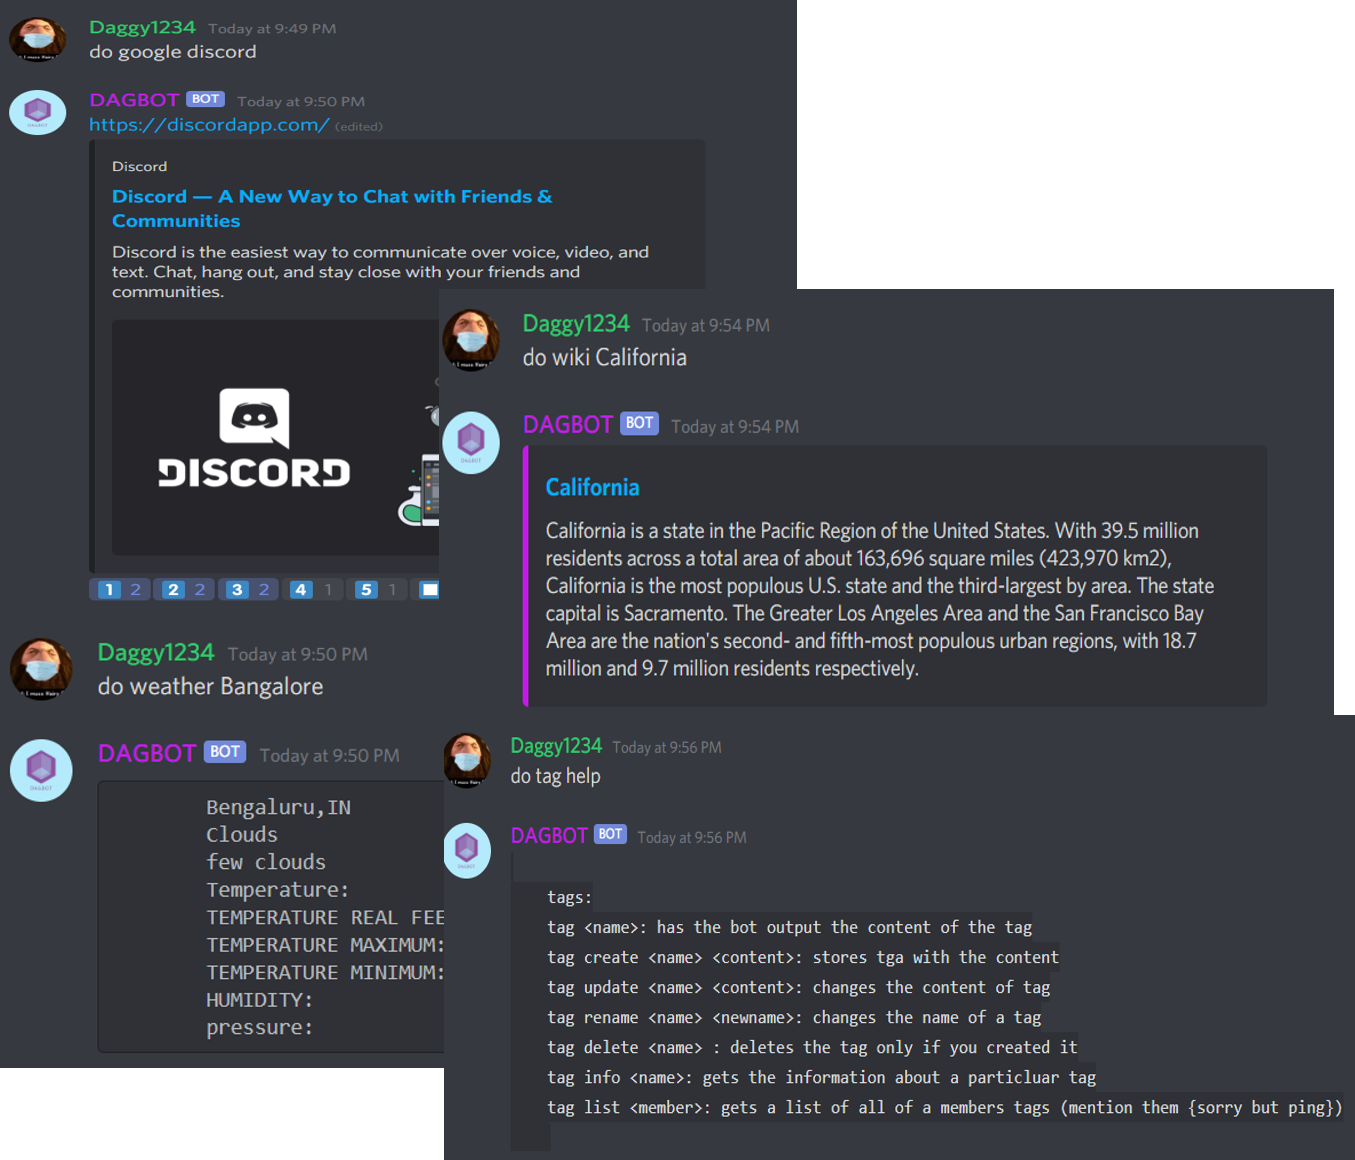 Daggy1234 Today at 9:49 PM
do google discord
DAGBOT BOT Today at 9:50 PM
https://discordapp.com/ (edited)
Discord
Discord — A New Way to Chat with Friends &
Communities
Discord is the easiest way to communicate over voice, video, and
text. Chat, hang out, and stay close with your friends and
communities.
DISCORD
1 2 2 2 3 2 4 1 5 1
Daggy1234 Today at 9:50 PM
do weather Bangalore
DAGBOT BOT Today at 9:50 PM
Bengaluru,IN
Clouds
few clouds
Temperature:
TEMPERATURE REAL FEE
TEMPERATURE MAXIMUM:
TEMPERATURE MINIMUM:
HUMIDITY:
pressure:
Daggy1234 Today at 9:54 PM
do wiki California
DAGBOT BOT Today at 9:54 PM
California
California is a state in the Pacific Region of the United States. With 39.5 million
residents across a total area of about 163,696 square miles (423,970 km2),
California is the most populous U.S. state and the third-largest by area. The state
capital is Sacramento. The Greater Los Angeles Area and the San Francisco Bay
Area are the nation's second- and fifth-most populous urban regions, with 18.7
million and 9.7 million residents respectively.
Daggy1234 Today at 9:56 PM
do tag help
DAGBOT BOT Today at 9:56 PM
tags:
tag <name>: has the bot output the content of the tag
tag create <name> <content>: stores tga with the content
tag update <name> <content>: changes the content of tag
tag rename <name> <newname>: changes the name of a tag
tag delete <name> : deletes the tag only if you created it
tag info <name>: gets the information about a particluar tag
tag list <member>: gets a list of all of a members tags (mention them {sorry but ping})